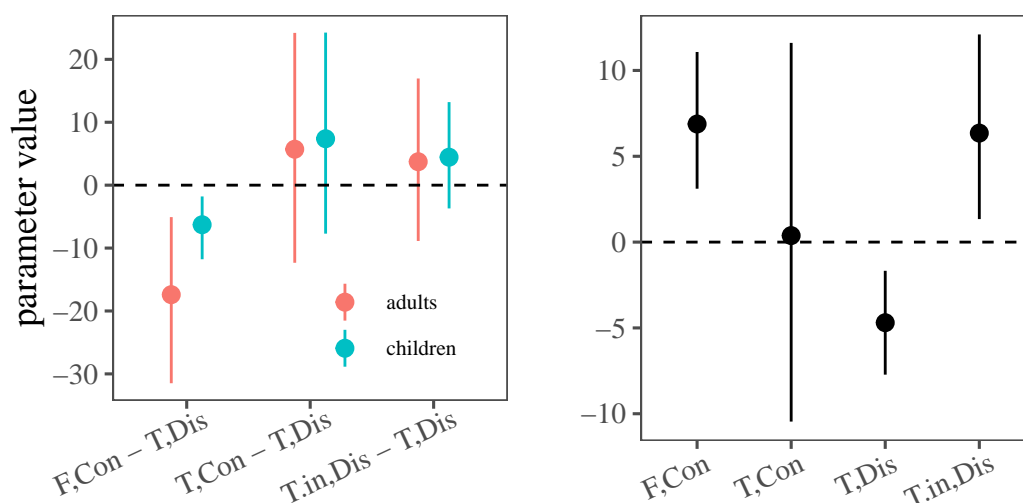 parameter value
20
10
0
−10
−20
−30
adults
children
F,Con − T,Dis
T,Con − T,Dis
T.in,Dis − T,Dis
10
5
0
−5
−10
F,Con
T,Con
T,Dis
T.in,Dis